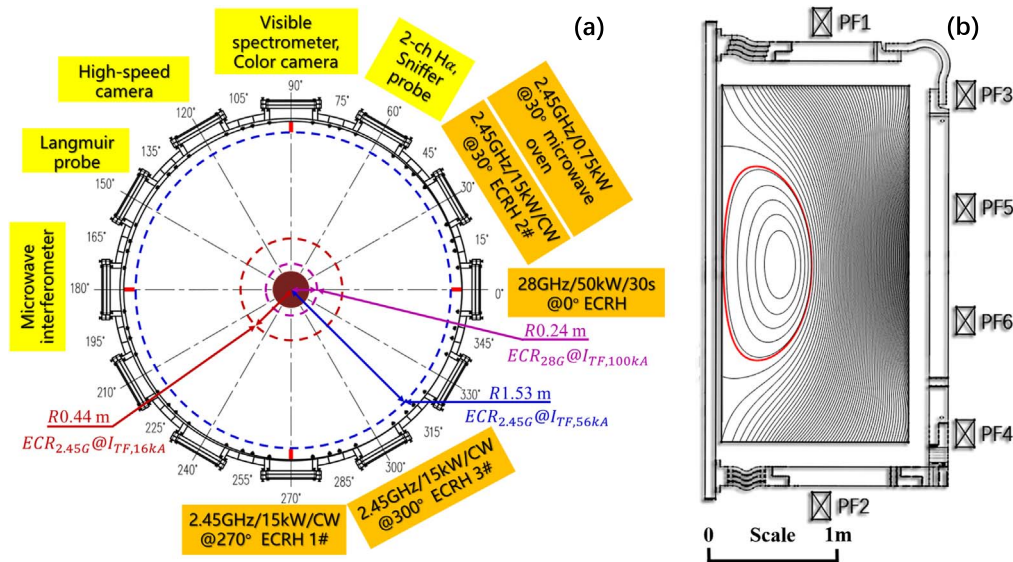 (a)
Visible
spectrometer,
Color camera
2-ch Hα,
Sniffer
probe
High-speed
camera
Langmuir
probe
Microwave
interferometer
2.45GHz/0.75kW
@30° microwave
oven
2.45GHz/15kW/CW
@30° ECRH 2#
28GHz/50kW/30s
@0° ECRH
90°
75°
60°
45°
30°
15°
0°
345°
330°
315°
300°
285°
270°
255°
240°
225°
210°
195°
180°
165°
150°
135°
120°
105°
R0.24 m
ECR28G@ITF,100kA
R1.53 m
ECR2.45G@ITF,56kA
R0.44 m
ECR2.45G@ITF,16kA
2.45GHz/15kW/CW
@300° ECRH 3#
2.45GHz/15kW/CW
@270° ECRH 1#
(b)
PF1
PF3
PF5
PF6
PF4
PF2
0 Scale 1m